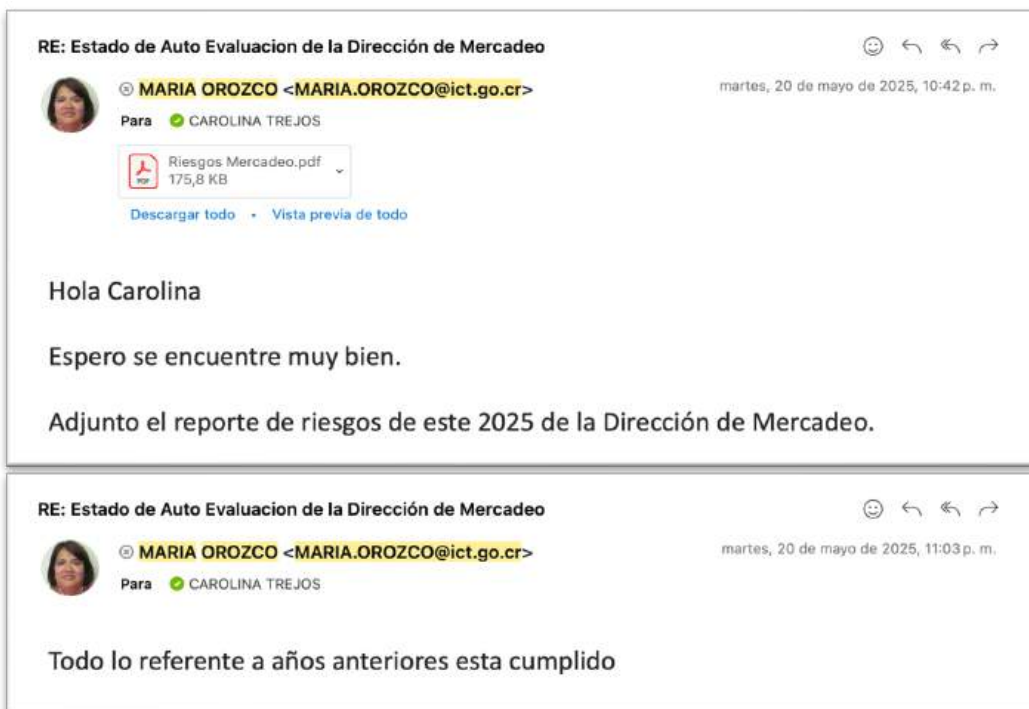 RE: Estado de Auto Evaluacion de la Dirección de Mercadeo
MARIA OROZCO <MARIA.OROZCO@ict.go.cr>
martes, 20 de mayo de 2025, 10:42 p. m.
Para CAROLINA TREJOS
Riesgos Mercadeo.pdf
PDF
175,8 KB
Descargar todo • Vista previa de todo
Hola Carolina
Espero se encuentre muy bien.
Adjunto el reporte de riesgos de este 2025 de la Dirección de Mercadeo.
RE: Estado de Auto Evaluacion de la Dirección de Mercadeo
MARIA OROZCO <MARIA.OROZCO@ict.go.cr>
martes, 20 de mayo de 2025, 11:03 p. m.
Para CAROLINA TREJOS
Todo lo referente a años anteriores esta cumplido